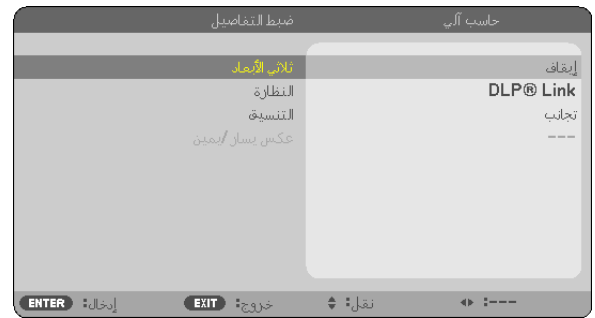 حاسب آلي ضبط التفاصيل
ثلاثي الأبعاد إيقاف
النظارة DLP® Link
التنسيق تجانب
عكس يسار/يمين ---
ENTER إدخال: EXIT خروج: نقل: ---: